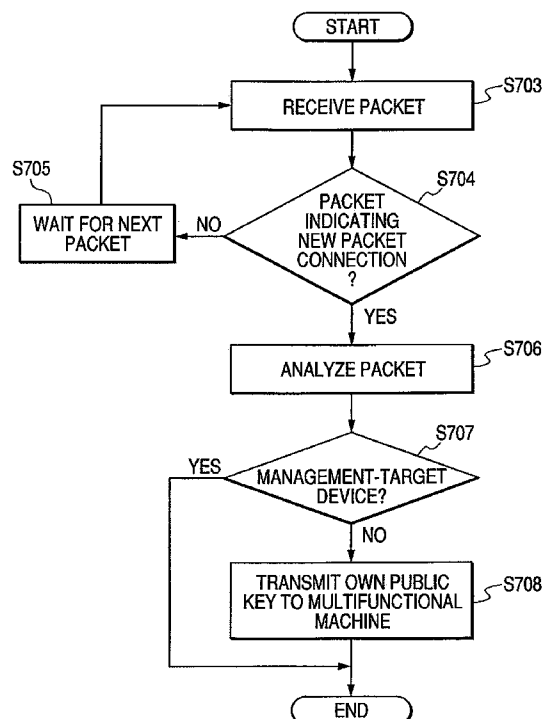 START
RECEIVE PACKET
S703
S705
WAIT FOR NEXT
PACKET
NO
PACKET
INDICATING
NEW PACKET
CONNECTION
?
S704
YES
ANALYZE PACKET
S706
S707
YES
MANAGEMENT-TARGET
DEVICE?
NO
TRANSMIT OWN PUBLIC
KEY TO MULTIFUNCTIONAL
MACHINE
S708
END